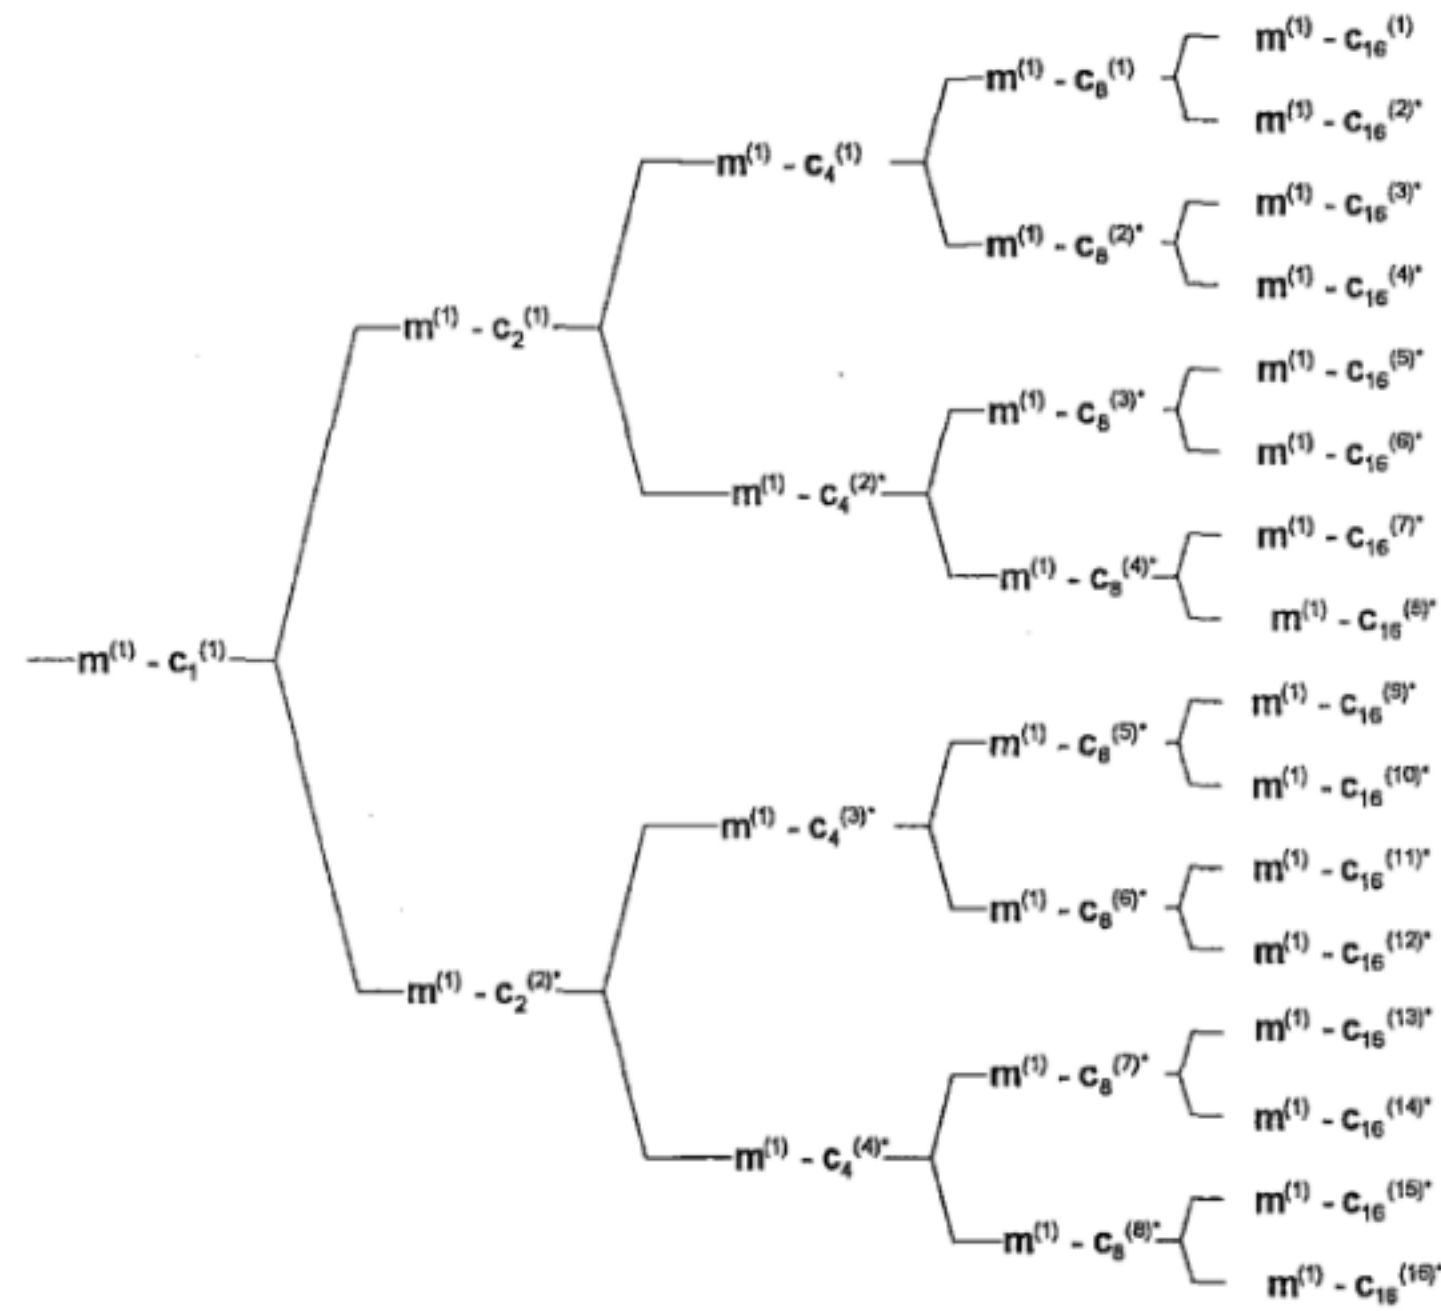 m⁽¹⁾ - c₁₆⁽¹⁾
m⁽¹⁾ - c₈⁽¹⁾
m⁽¹⁾ - c₁₆⁽²⁾*
m⁽¹⁾ - c₄⁽¹⁾
m⁽¹⁾ - c₁₆⁽³⁾*
m⁽¹⁾ - c₈⁽²⁾*
m⁽¹⁾ - c₁₆⁽⁴⁾*
m⁽¹⁾ - c₂⁽¹⁾
m⁽¹⁾ - c₁₆⁽⁵⁾*
m⁽¹⁾ - c₈⁽³⁾*
m⁽¹⁾ - c₁₆⁽⁶⁾*
m⁽¹⁾ - c₄⁽²⁾*
m⁽¹⁾ - c₁₆⁽⁷⁾*
m⁽¹⁾ - c₈⁽⁴⁾*
m⁽¹⁾ - c₁₆⁽⁸⁾*
m⁽¹⁾ - c₁⁽¹⁾
m⁽¹⁾ - c₁₆⁽⁹⁾*
m⁽¹⁾ - c₈⁽⁵⁾*
m⁽¹⁾ - c₁₆⁽¹⁰⁾*
m⁽¹⁾ - c₄⁽³⁾*
m⁽¹⁾ - c₁₆⁽¹¹⁾*
m⁽¹⁾ - c₈⁽⁶⁾*
m⁽¹⁾ - c₁₆⁽¹²⁾*
m⁽¹⁾ - c₂⁽²⁾*
m⁽¹⁾ - c₁₆⁽¹³⁾*
m⁽¹⁾ - c₈⁽⁷⁾*
m⁽¹⁾ - c₁₆⁽¹⁴⁾*
m⁽¹⁾ - c₄⁽⁴⁾*
m⁽¹⁾ - c₁₆⁽¹⁵⁾*
m⁽¹⁾ - c₈⁽⁸⁾*
m⁽¹⁾ - c₁₆⁽¹⁶⁾*